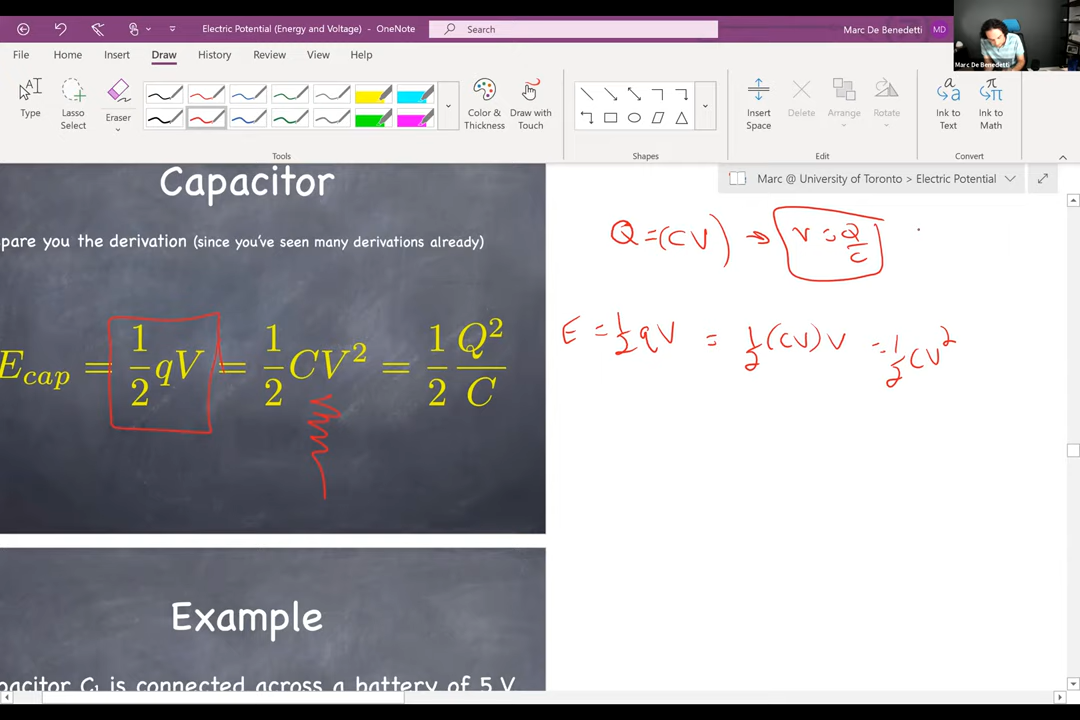 Electric Potential (Energy and Voltage) - OneNote
Search
Marc De Benedetti
MD
Marc De Benedetti
File Home Insert Draw History Review View Help
Type
Lasso Select
Eraser
Color & Thickness
Draw with Touch
Insert Space
Delete
Arrange
Rotate
Ink to Text
Ink to Math
Tools Shapes Edit Convert
Marc @ University of Toronto > Electric Potential
Capacitor
pare you the derivation (since you've seen many derivations already)
E_cap = 1/2 qV = 1/2 CV² = 1/2 Q²/C
Q = (CV) → V = Q/C
E = 1/2 qV = 1/2 (CV) V = 1/2 CV²
Example
pacitor C₁ is connected across a battery of 5 V